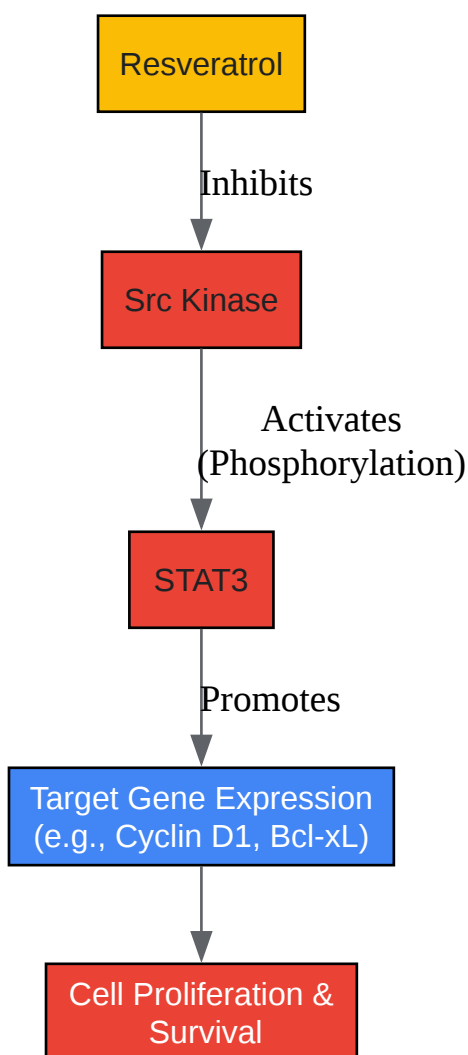 Resveratrol
Inhibits
Src Kinase
Activates
(Phosphorylation)
STAT3
Promotes
Target Gene Expression
(e.g., Cyclin D1, Bcl-xL)
Cell Proliferation &
Survival